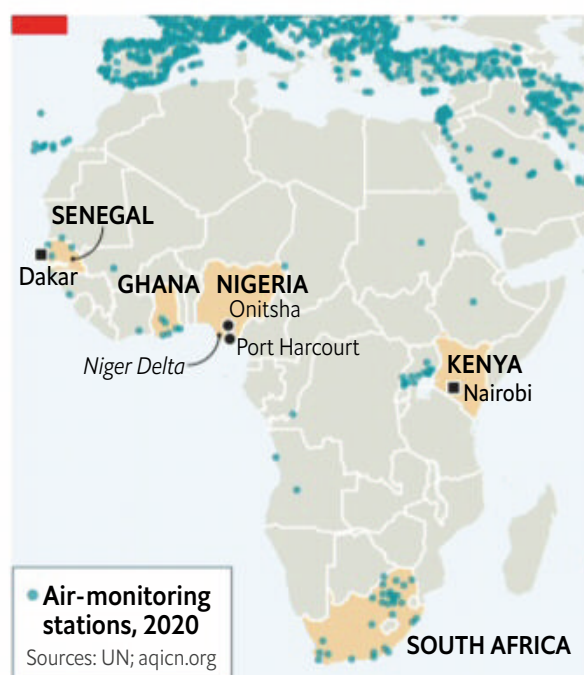 SENEGAL
Dakar
GHANA
NIGERIA
Onitsha
Port Harcourt
Niger Delta
KENYA
Nairobi
SOUTH AFRICA
Air-monitoring
stations, 2020
Sources: UN; aqicn.org